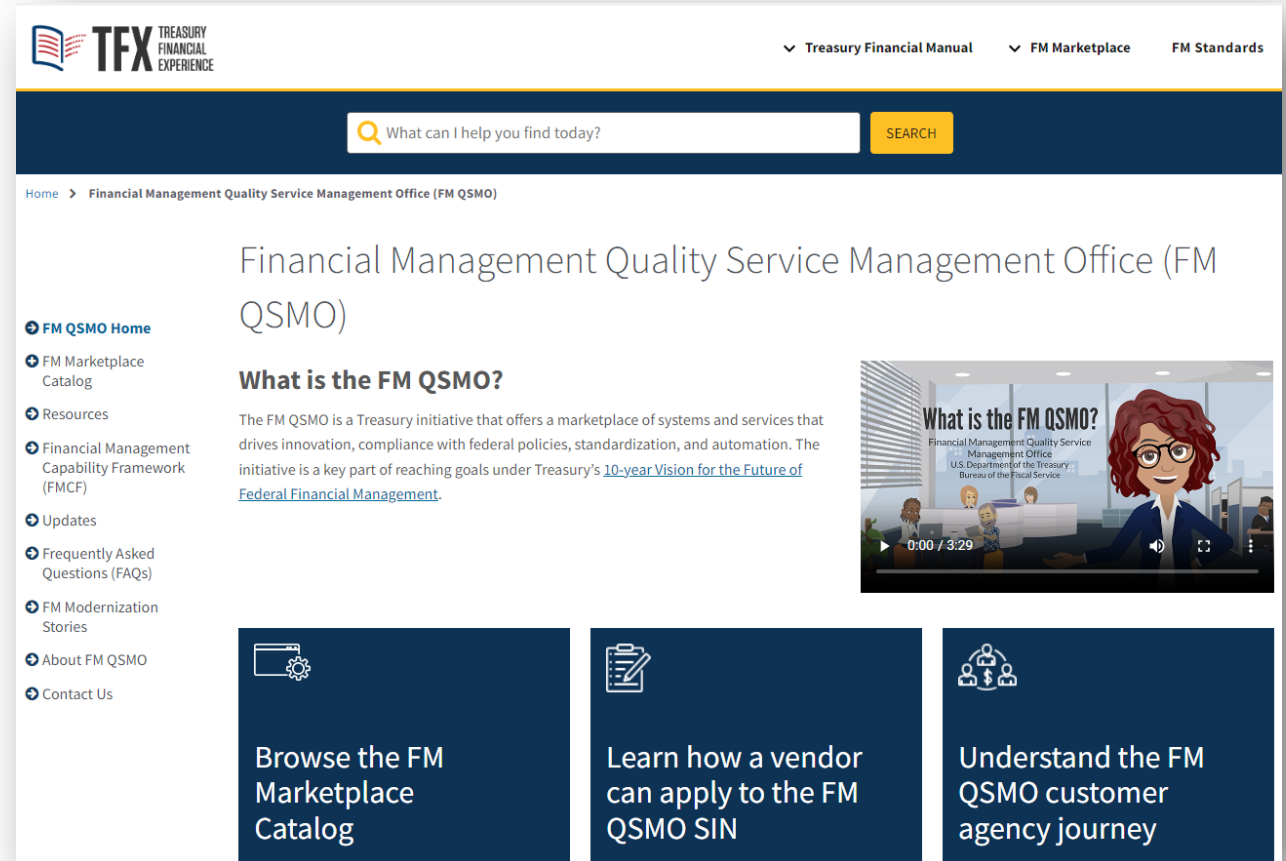 TFX TREASURY
FINANCIAL
EXPERIENCE
Treasury Financial Manual
FM Marketplace
FM Standards
What can I help you find today?
SEARCH
Home
Financial Management Quality Service Management Office (FM QSMO)
Financial Management Quality Service Management Office (FM
QSMO)
FM QSMO Home
FM Marketplace
Catalog
Resources
Financial Management
Capability Framework
(FMCF)
Updates
Frequently Asked
Questions (FAQs)
FM Modernization
Stories
About FM QSMO
Contact Us
What is the FM QSMO?
The FM QSMO is a Treasury initiative that offers a marketplace of systems and services that
drives innovation, compliance with federal policies, standardization, and automation. The
initiative is a key part of reaching goals under Treasury's 10-year Vision for the Future of
Federal Financial Management.
What is the FM QSMO?
Financial Management Quality Service
Management Office
U.S. Department of the Treasury
Bureau of the Fiscal Service
0:00 / 3:29
Browse the FM
Marketplace
Catalog
Learn how a vendor
can apply to the FM
QSMO SIN
Understand the FM
QSMO customer
agency journey